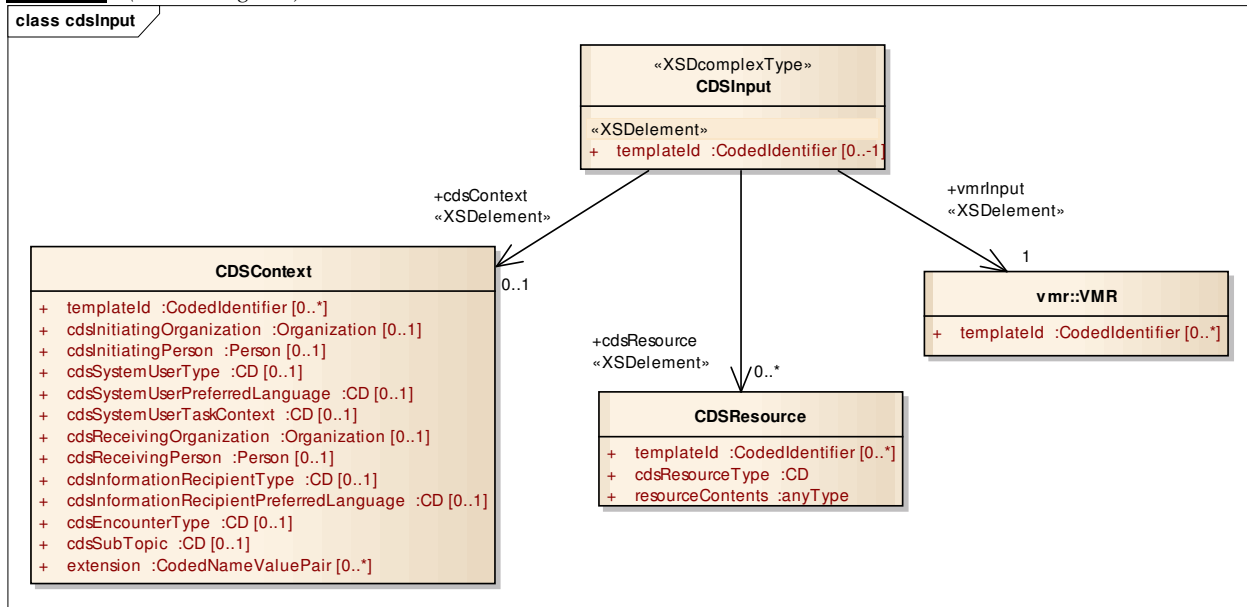 class cdsInput
«XSDcomplexType»
CDSInput
«XSDelement»
+ templateId :CodedIdentifier [0..-1]
+cdsContext
«XSDelement»
0..1
+vmrInput
«XSDelement»
1
+cdsResource
«XSDelement»
0..*
CDSContext
+ templateId :CodedIdentifier [0..*]
+ cdsInitiatingOrganization :Organization [0..1]
+ cdsInitiatingPerson :Person [0..1]
+ cdsSystemUserType :CD [0..1]
+ cdsSystemUserPreferredLanguage :CD [0..1]
+ cdsSystemUserTaskContext :CD [0..1]
+ cdsReceivingOrganization :Organization [0..1]
+ cdsReceivingPerson :Person [0..1]
+ cdsInformationRecipientType :CD [0..1]
+ cdsInformationRecipientPreferredLanguage :CD [0..1]
+ cdsEncounterType :CD [0..1]
+ cdsSubTopic :CD [0..1]
+ extension :CodedNameValuePair [0..*]
vmr::VMR
+ templateId :CodedIdentifier [0..*]
CDSResource
+ templateId :CodedIdentifier [0..*]
+ cdsResourceType :CD
+ resourceContents :anyType